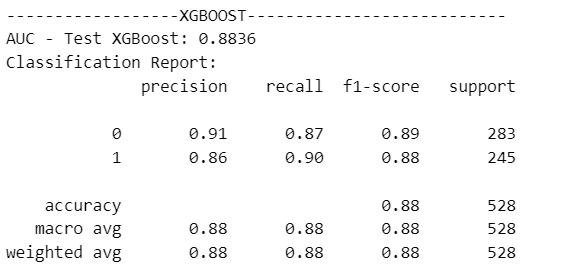 ------------------XGBOOST---------------------------
AUC - Test XGBoost: 0.8836
Classification Report:
              precision    recall  f1-score   support

           0       0.91      0.87      0.89       283
           1       0.86      0.90      0.88       245

    accuracy                           0.88       528
   macro avg       0.88      0.88      0.88       528
weighted avg       0.88      0.88      0.88       528